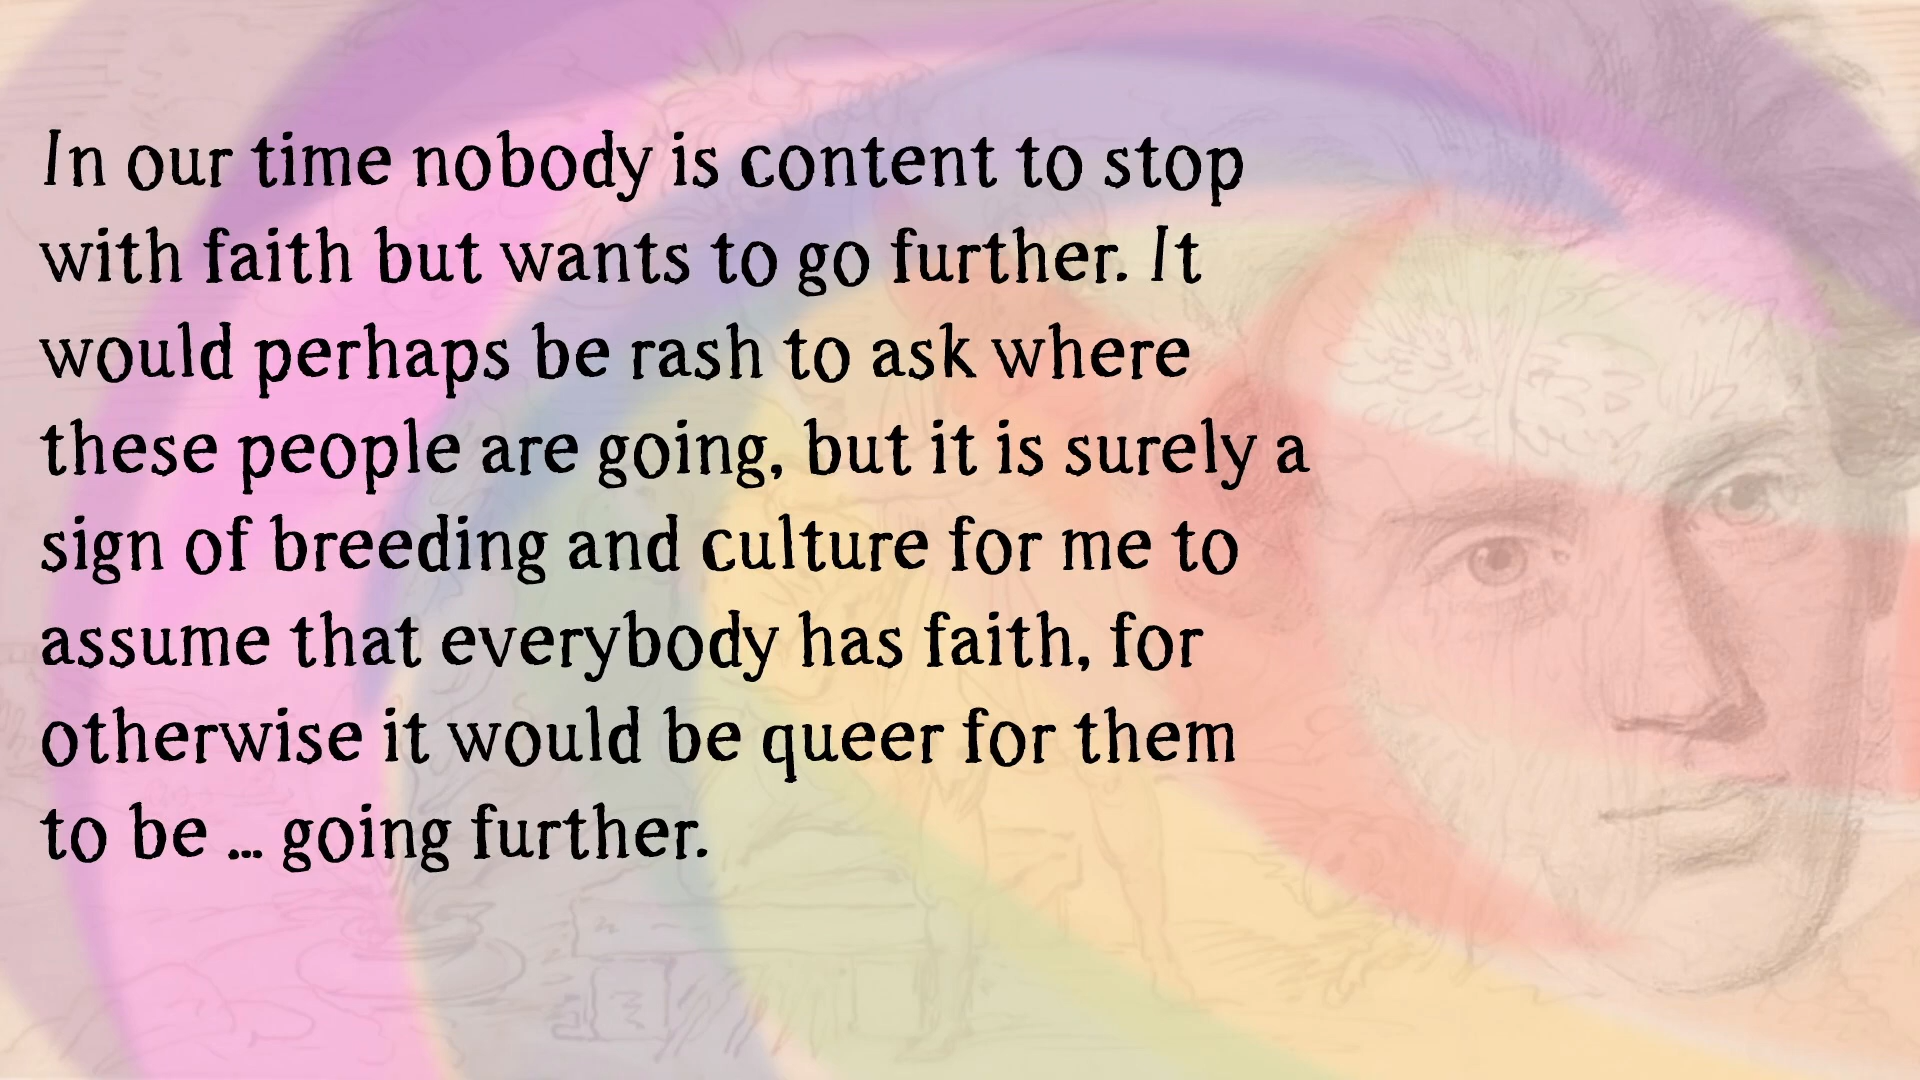 In our time nobody is content to stop
with faith but wants to go further. It
would perhaps be rash to ask where
these people are going, but it is surely a
sign of breeding and culture for me to
assume that everybody has faith, for
otherwise it would be queer for them
to be ... going further.